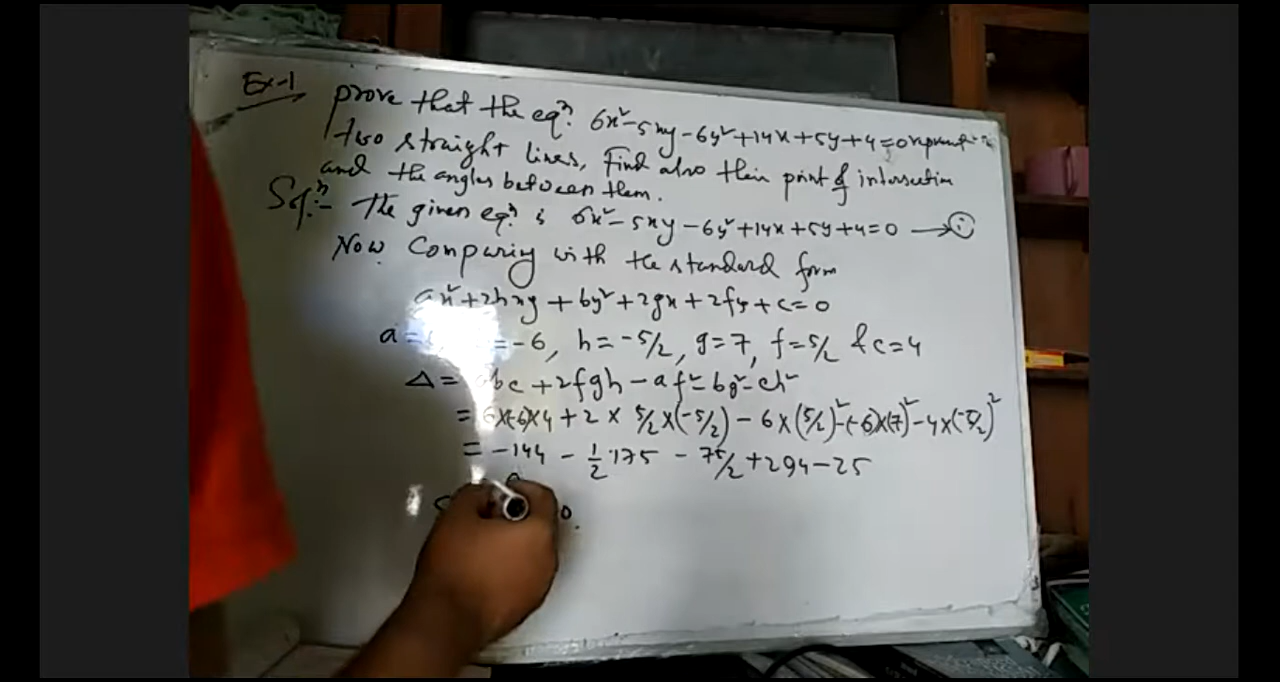 Ex-1 prove that the eqn. 6x²-5xy-6y²+14x+5y+4=0 represent
two straight lines, Find also their point of intersection
and the angles between them.
Sol.n:- The given eqn is 6x²-5xy-6y²+14x+5y+4=0 →(i)
Now Comparing with the standard form
ax²+2hxy+by²+2gx+2fy+c=0
a= =-6, h=-5/2, g=7, f=5/2 & c=4
Δ= abc+2fgh-af²-bg²-ch²
= 6×(-6)×4+2×5/2×(-5/2)-6×(5/2)²-(-6)×(7)²-4×(-5/2)²
= -144-1/2·175-75/2+294-25